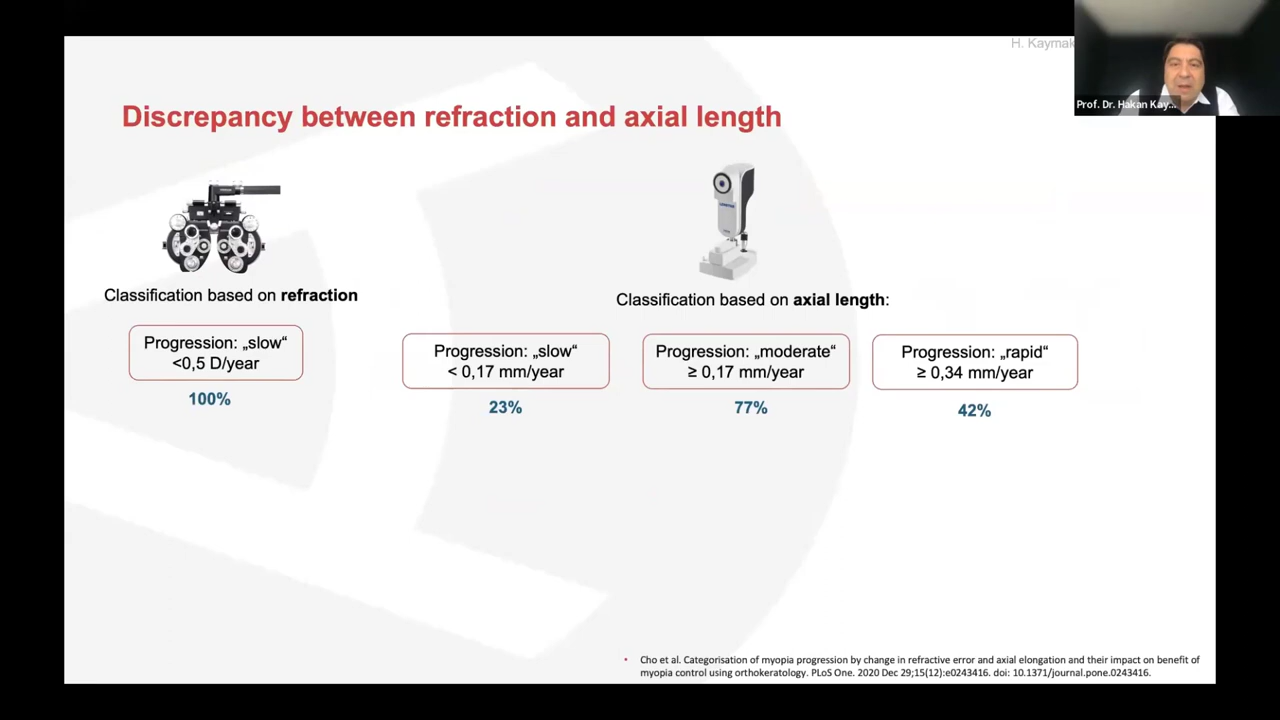 H. Kaymak
Prof. Dr. Hakan Kay...
Discrepancy between refraction and axial length
Classification based on refraction
Progression: „slow“
<0,5 D/year
100%
Classification based on axial length:
Progression: „slow“
< 0,17 mm/year
23%
Progression: „moderate“
≥ 0,17 mm/year
77%
Progression: „rapid“
≥ 0,34 mm/year
42%
• Cho et al. Categorisation of myopia progression by change in refractive error and axial elongation and their impact on benefit of
myopia control using orthokeratology. PLoS One. 2020 Dec 29;15(12):e0243416. doi: 10.1371/journal.pone.0243416.